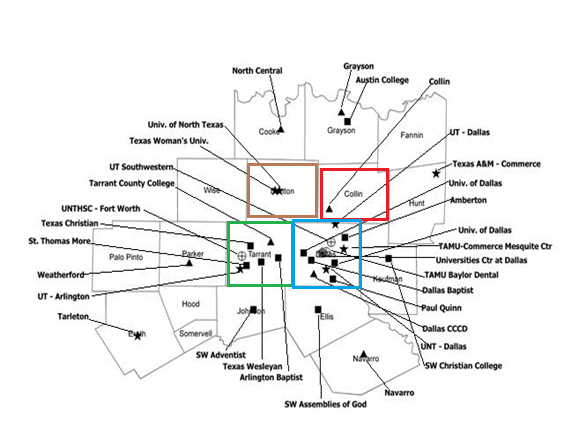 North Central
Grayson
Austin College
Collin
Univ. of North Texas
Texas Woman's Univ.
UT - Dallas
UT Southwestern
Texas A&M - Commerce
Tarrant County College
Univ. of Dallas
Amberton
UNTHSC - Fort Worth
Texas Christian
Univ. of Dallas
St. Thomas More
TAMU-Commerce Mesquite Ctr
Universities Ctr at Dallas
Weatherford
TAMU Baylor Dental
Dallas Baptist
UT - Arlington
Paul Quinn
Tarleton
Dallas CCCD
UNT - Dallas
SW Adventist
Texas Wesleyan
SW Christian College
Arlington Baptist
Navarro
SW Assemblies of God
Cooke
Grayson
Fannin
Wise
Denton
Collin
Hunt
Palo Pinto
Parker
Tarrant
Dallas
Kaufman
Hood
Johnson
Ellis
Erath
Somervell
Navarro